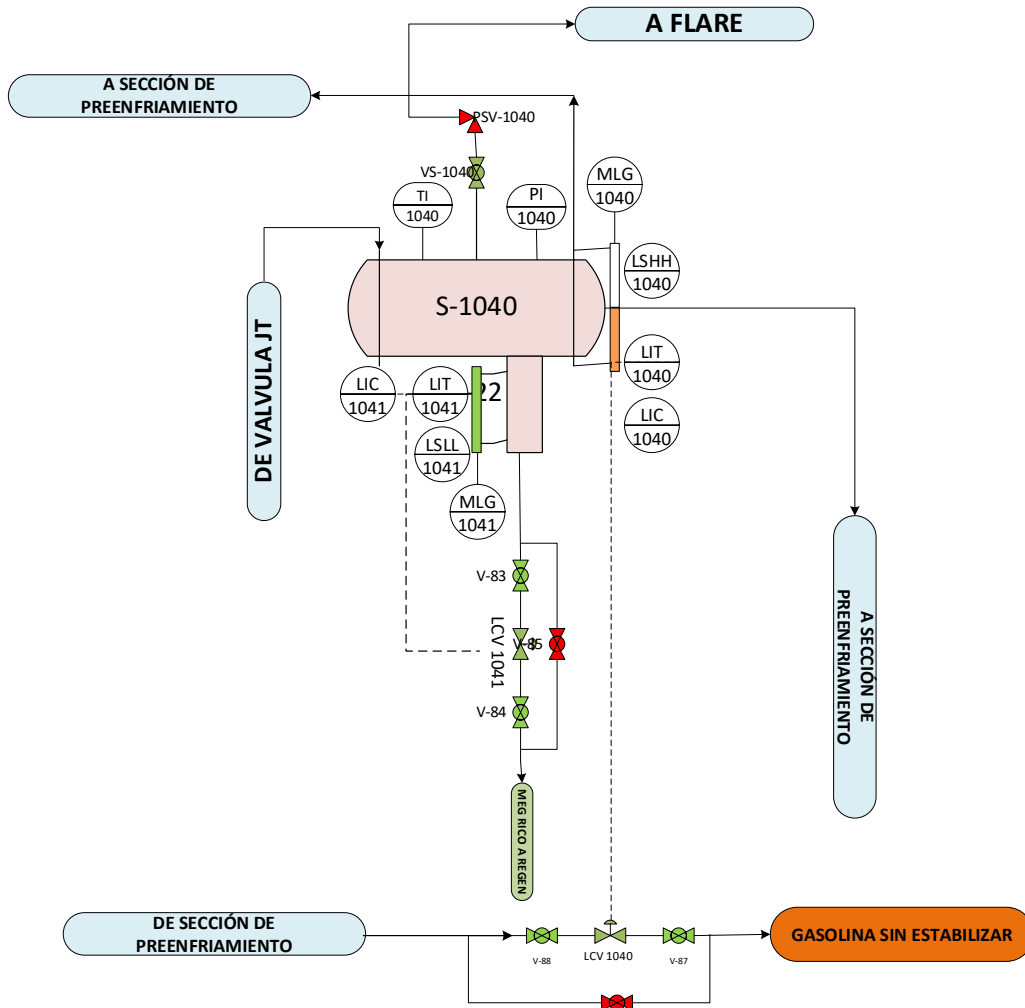 A FLARE
A SECCIÓN DE
PREENFRIAMIENTO
PSV-1040
VS-1040
MLG
1040
TI
1040
PI
1040
LSHH
1040
S-1040
DE VALVULA JT
LIC
1041
LIT
1041
22
LIT
1040
LSLL
1041
LIC
1040
MLG
1041
V-83
LCV 1041
V-85
V-84
A SECCIÓN DE
PREENFRIAMIENTO
MEG RICO A REGEN
DE SECCIÓN DE
PREENFRIAMIENTO
V-88
LCV 1040
V-87
GASOLINA SIN ESTABILIZAR